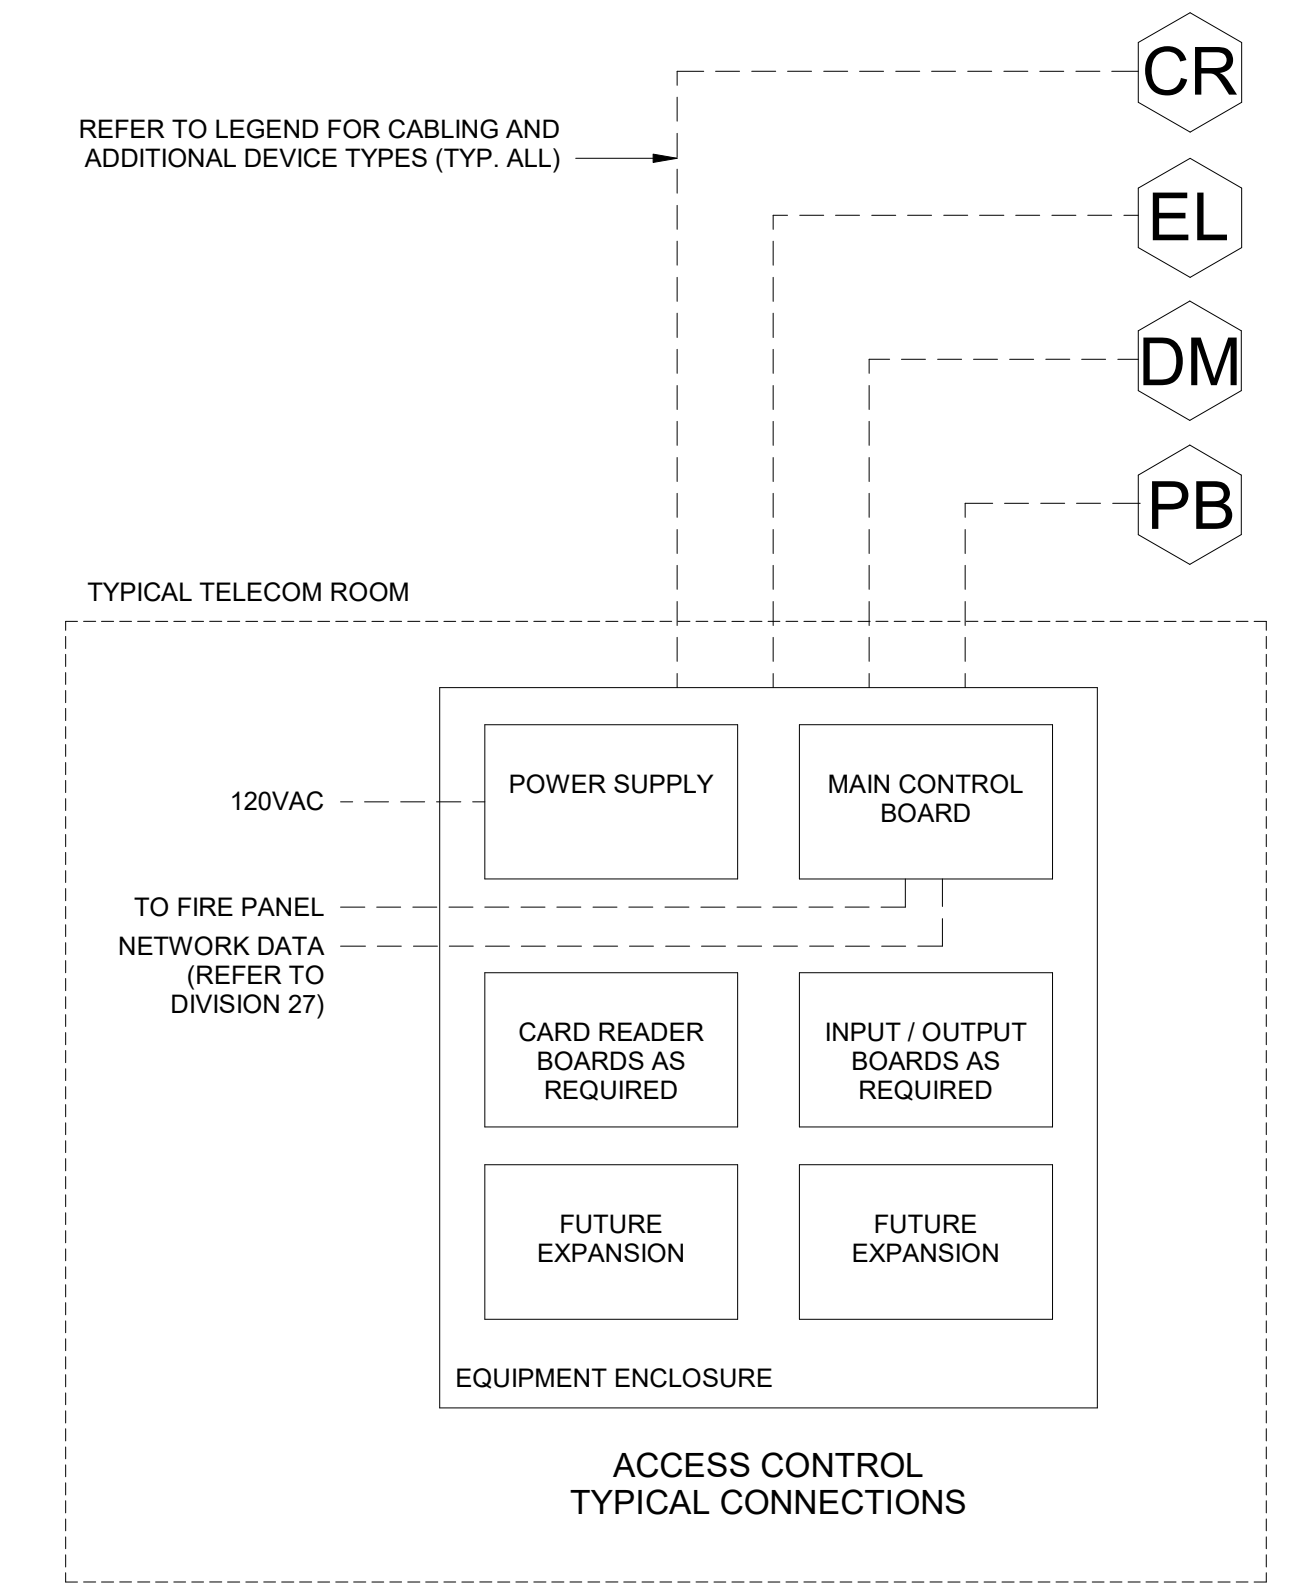 CR
REFER TO LEGEND FOR CABLING AND
ADDITIONAL DEVICE TYPES (TYP. ALL)
EL
DM
PB
TYPICAL TELECOM ROOM
POWER SUPPLY
MAIN CONTROL
BOARD
120VAC
TO FIRE PANEL
NETWORK DATA
(REFER TO
DIVISION 27)
CARD READER
BOARDS AS
REQUIRED
INPUT / OUTPUT
BOARDS AS
REQUIRED
FUTURE
EXPANSION
FUTURE
EXPANSION
EQUIPMENT ENCLOSURE
ACCESS CONTROL
TYPICAL CONNECTIONS